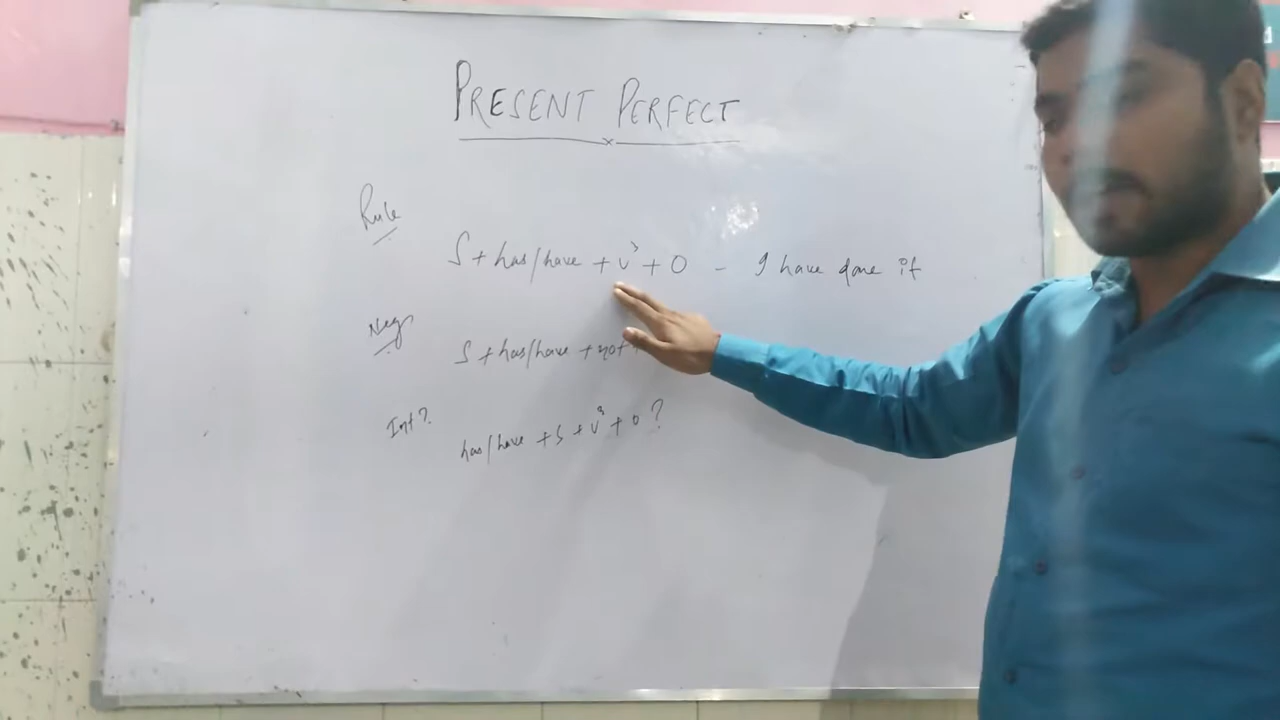 PRESENT PERFECT
Rule
S + has/have + v³ + O - I have done it
Neg
S + has/have + not
Int?
has/have + S + v³ + o ?